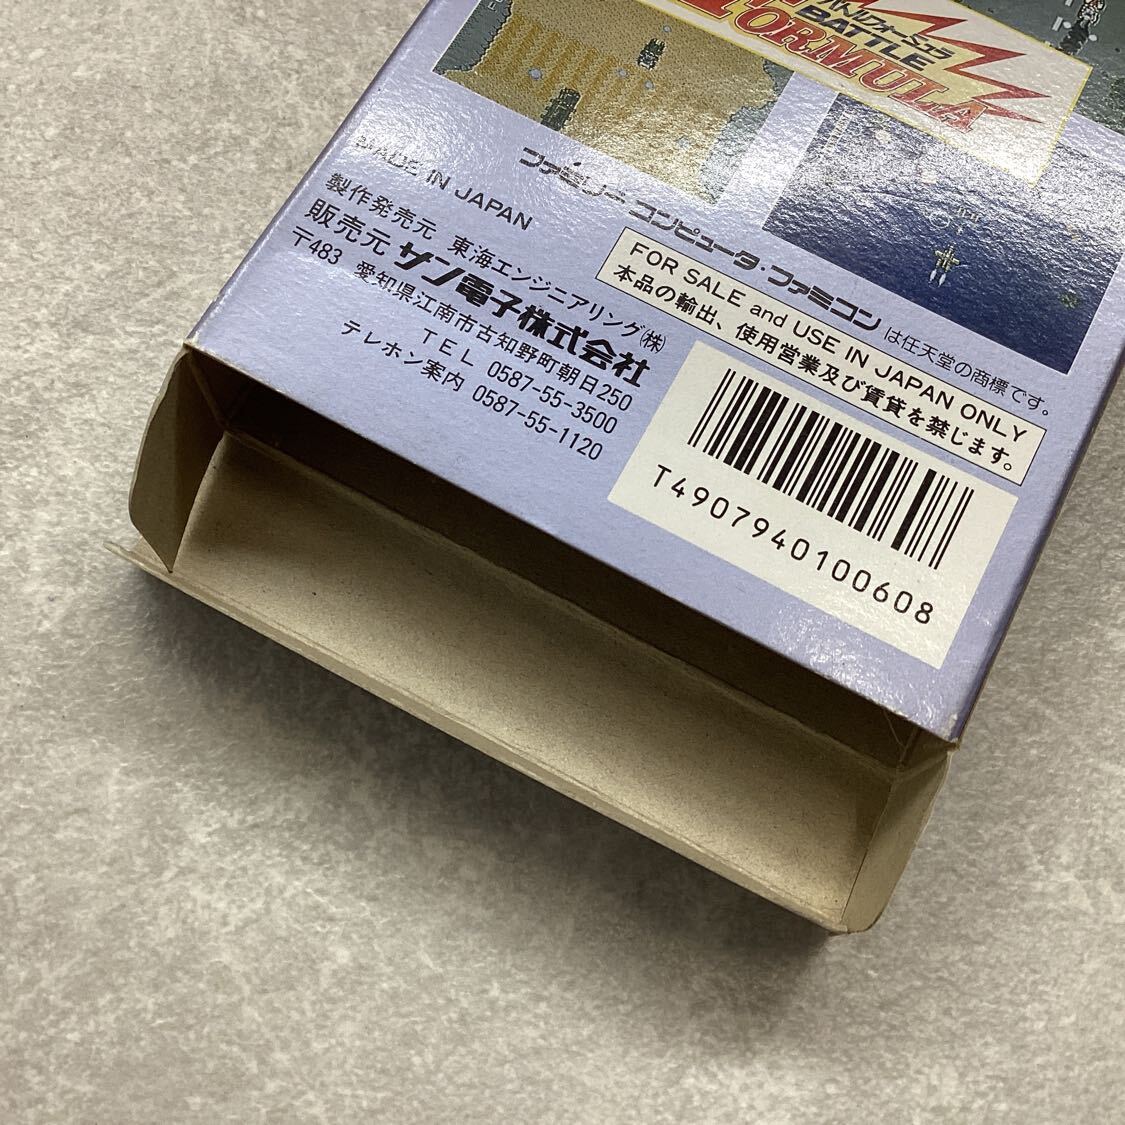 バトルフォーミュラ
BATTLE
FORMULA
MADE IN JAPAN
ファミリーコンピュータ・ファミコンは任天堂の商標です。
製作発売元 東海エンジニアリング(株)
販売元 サン電子株式会社
〒483 愛知県江南市古知野町朝日250
TEL 0587-55-3500
テレホン案内 0587-55-1120
FOR SALE and USE IN JAPAN ONLY
本品の輸出、使用営業及び賃貸を禁じます。
T4907940100608